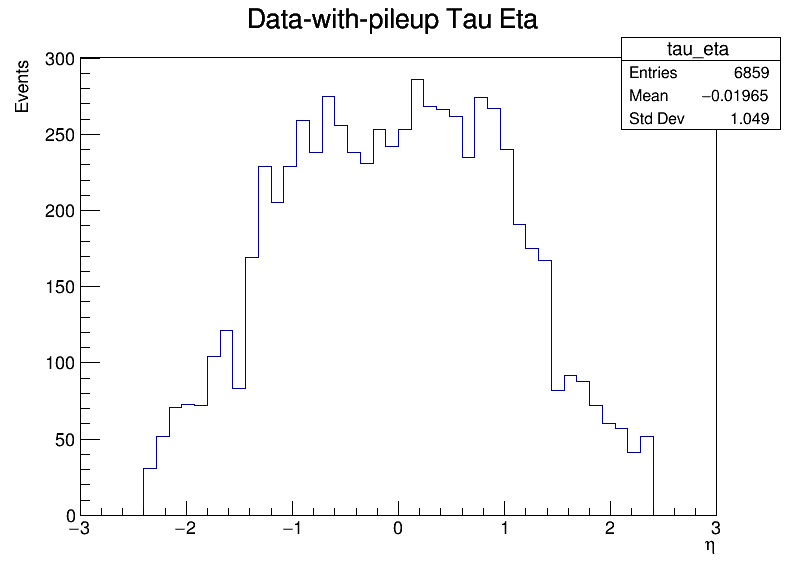 Data-with-pileup Tau Eta
tau_eta
Entries 6859
Mean −0.01965
Std Dev 1.049
Events
300
250
200
150
100
50
0
−3 −2 −1 0 1 2 3
η